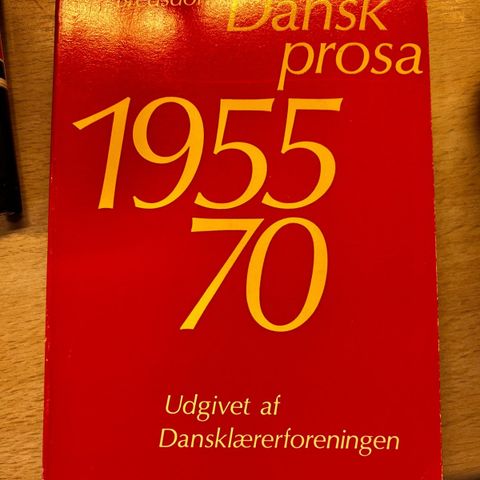 Dansk
prosa
1955
70
Udgivet af
Dansklærerforeningen